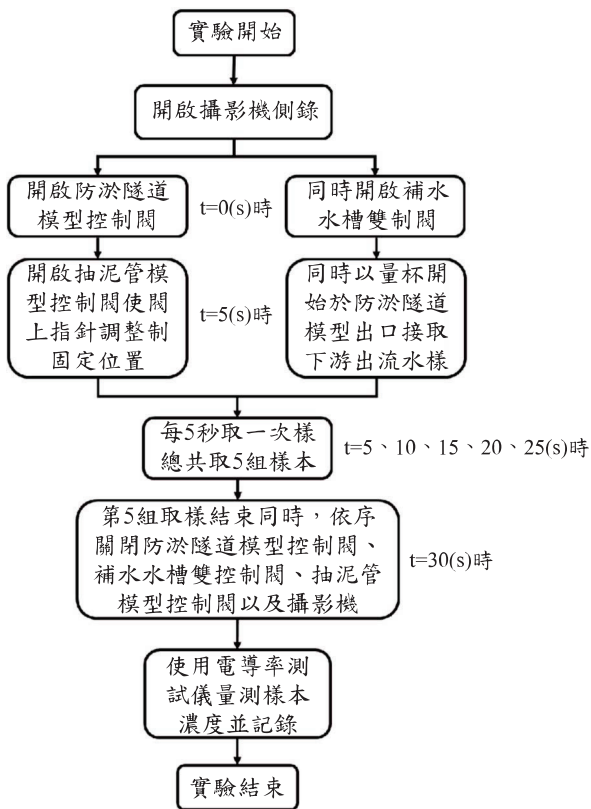 實驗開始
開啟攝影機側錄
開啟防淤隧道
模型控制閥
t=0(s)時
同時開啟補水
水槽雙制閥
開啟抽泥管模
型控制閥使閥
上指針調整制
固定位置
t=5(s)時
同時以量杯開
始於防淤隧道
模型出口接取
下游出流水樣
每5秒取一次樣
總共取5組樣本
t=5、10、15、20、25(s)時
第5組取樣結束同時，依序
關閉防淤隧道模型控制閥、
補水水槽雙控制閥、抽泥管
模型控制閥以及攝影機
t=30(s)時
使用電導率測
試儀量測樣本
濃度並記錄
實驗結束